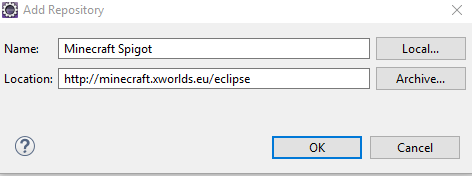 Add Repository
Name: Minecraft Spigot Local...
Location: http://minecraft.xworlds.eu/eclipse Archive...
? OK Cancel